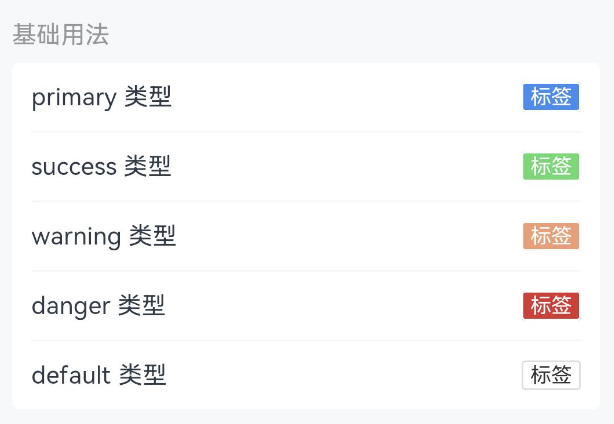 基础用法
primary 类型 标签
success 类型 标签
warning 类型 标签
danger 类型 标签
default 类型 标签